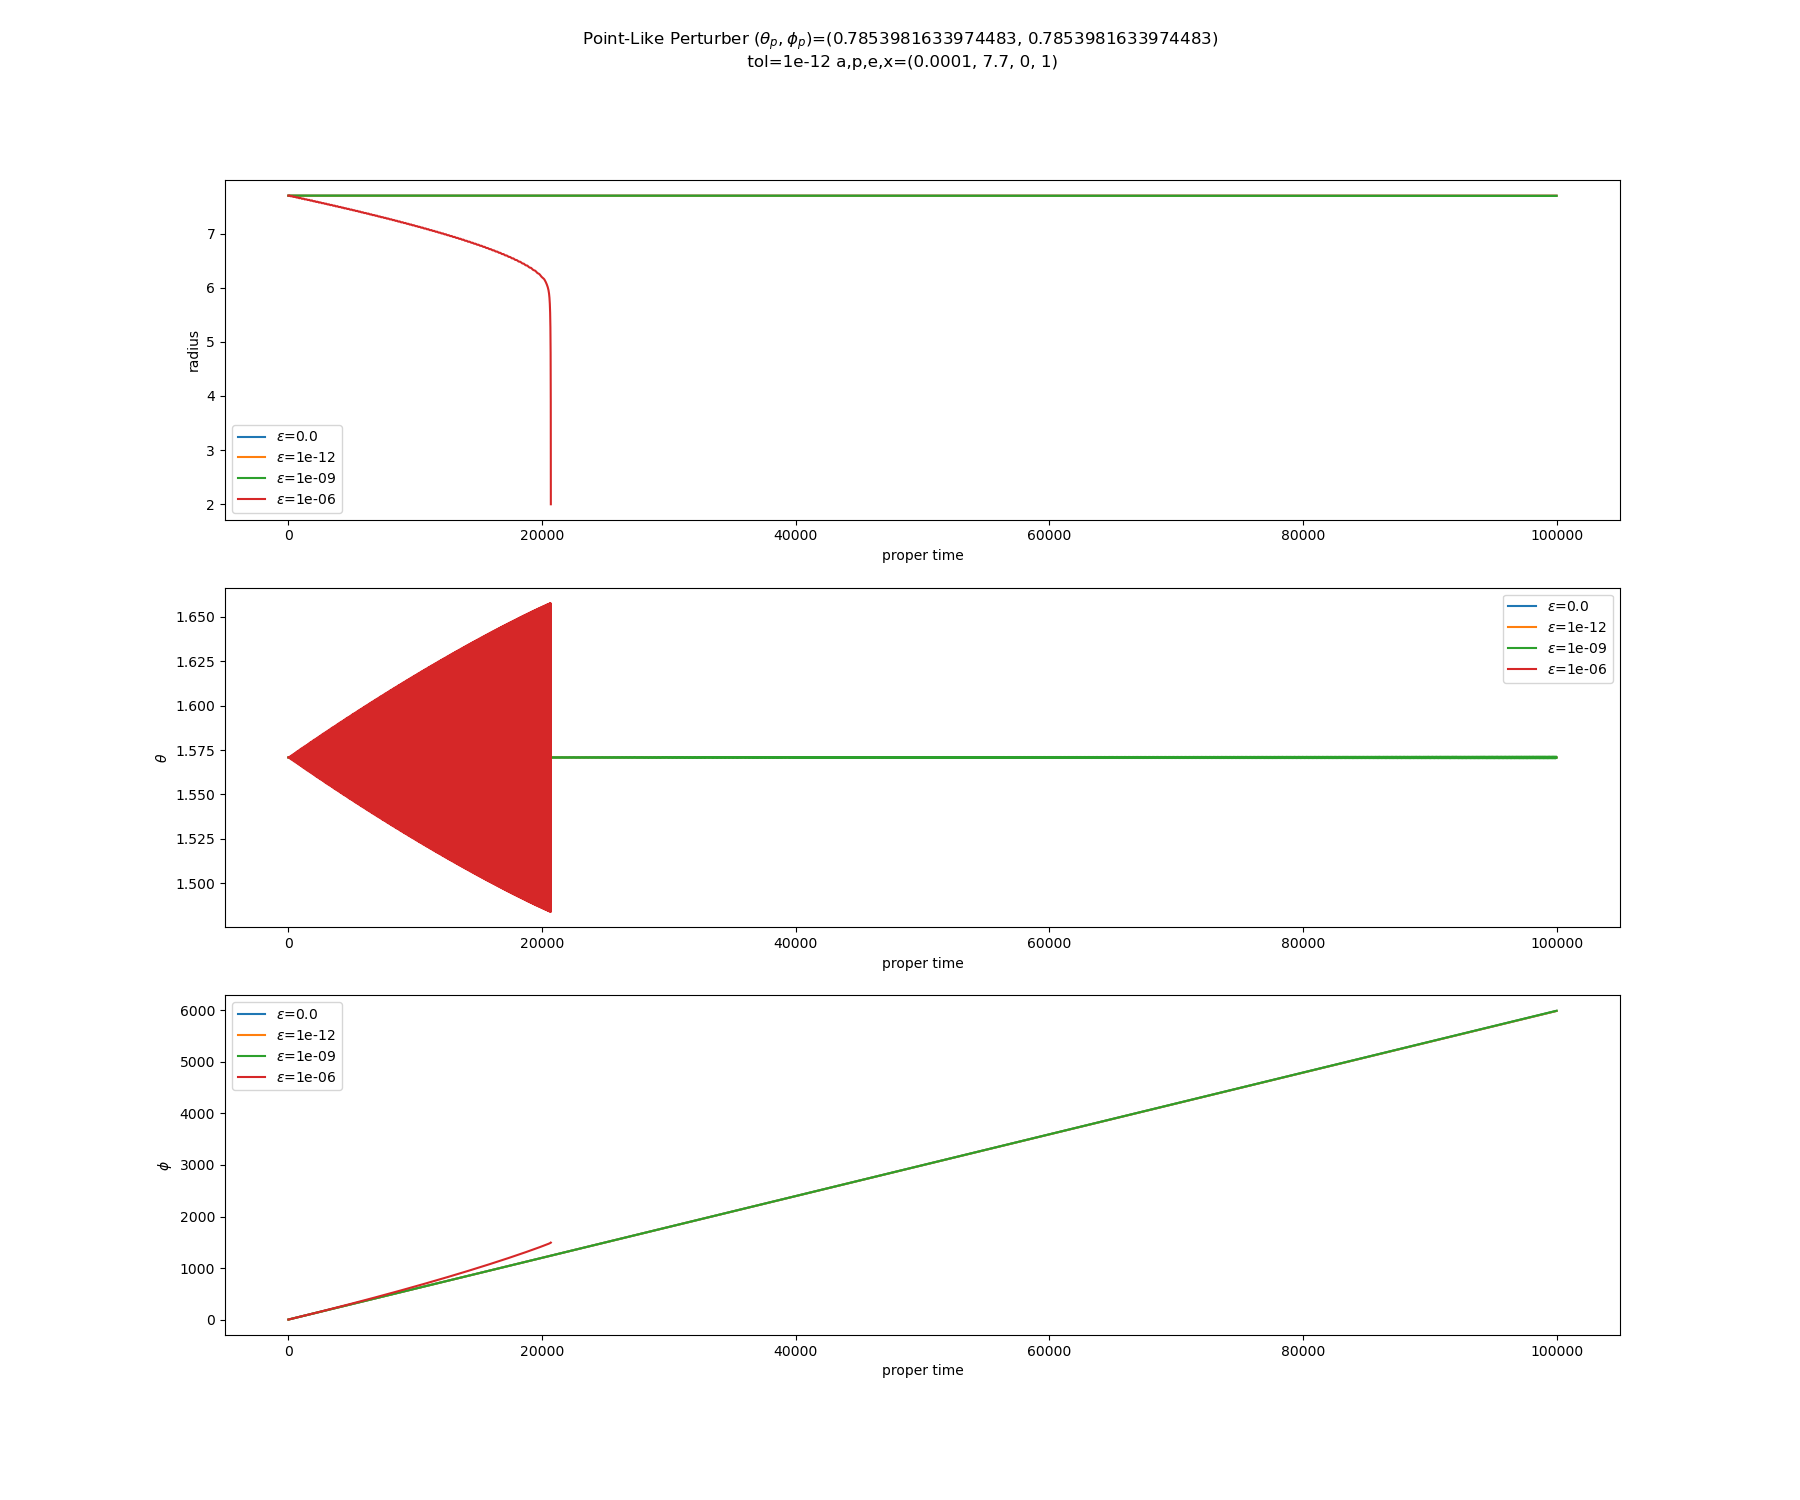 Point-Like Perturber (θp, ϕp)=(0.7853981633974483, 0.7853981633974483)
tol=1e-12 a,p,e,x=(0.0001, 7.7, 0, 1)
radius
7
6
5
4
3
2
ε=0.0
ε=1e-12
ε=1e-09
ε=1e-06
0 20000 40000 60000 80000 100000
proper time
θ
1.650
1.625
1.600
1.575
1.550
1.525
1.500
ε=0.0
ε=1e-12
ε=1e-09
ε=1e-06
0 20000 40000 60000 80000 100000
proper time
ϕ
6000
5000
4000
3000
2000
1000
0
ε=0.0
ε=1e-12
ε=1e-09
ε=1e-06
0 20000 40000 60000 80000 100000
proper time